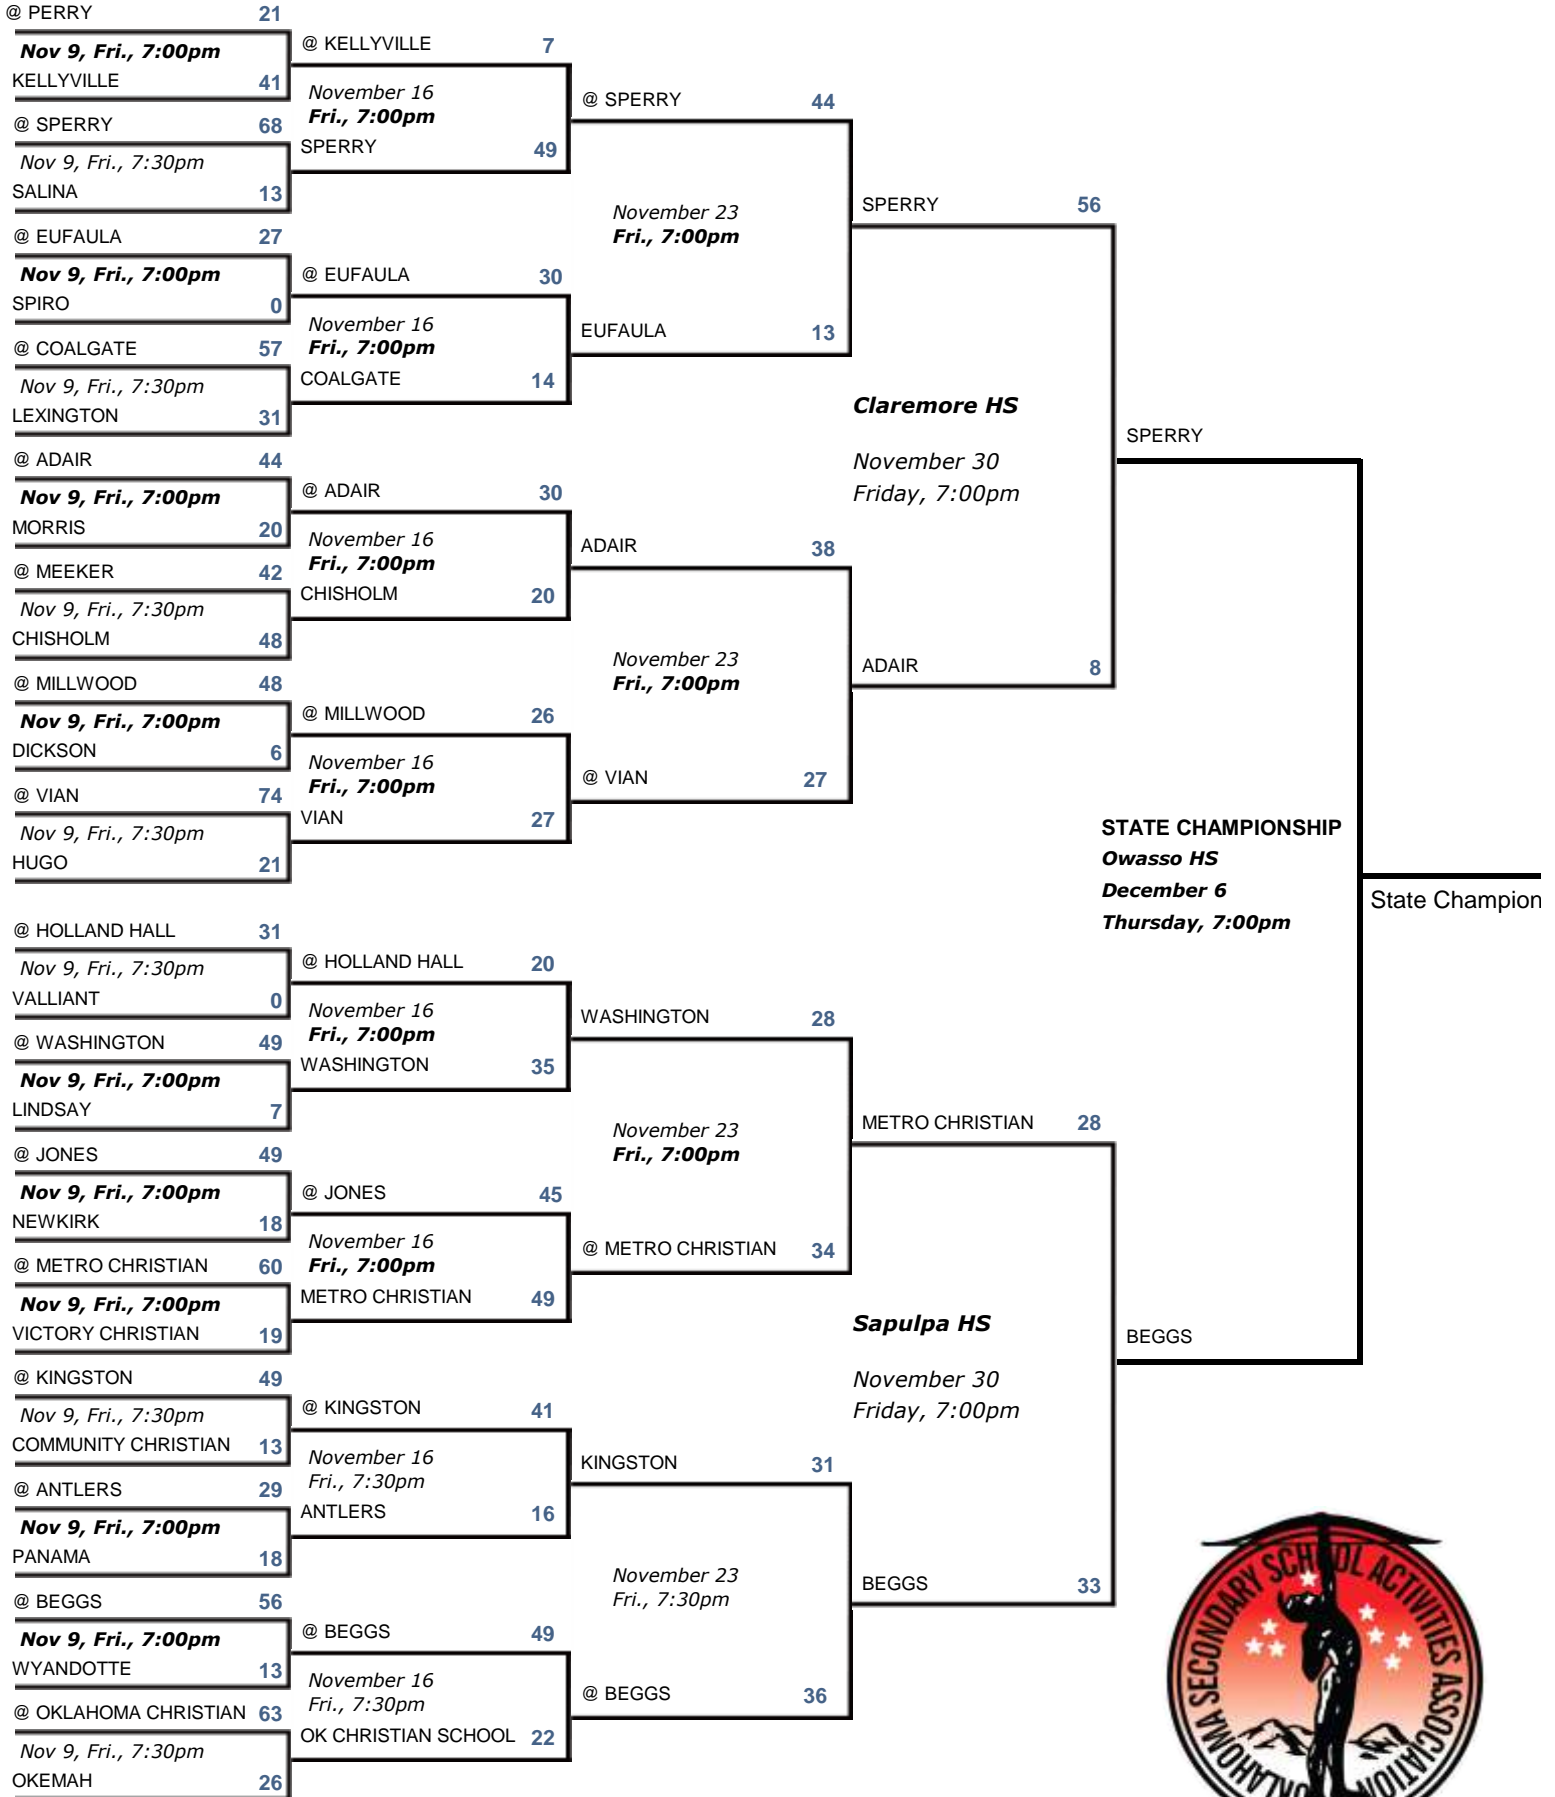 @ PERRY 21
Nov 9, Fri., 7:00pm
KELLYVILLE 41
@ SPERRY 68
Nov 9, Fri., 7:30pm
SALINA 13
@ EUFAULA 27
Nov 9, Fri., 7:00pm
SPIRO 0
@ COALGATE 57
Nov 9, Fri., 7:30pm
LEXINGTON 31
@ ADAIR 44
Nov 9, Fri., 7:00pm
MORRIS 20
@ MEEKER 42
Nov 9, Fri., 7:30pm
CHISHOLM 48
@ MILLWOOD 48
Nov 9, Fri., 7:00pm
DICKSON 6
@ VIAN 74
Nov 9, Fri., 7:30pm
HUGO 21
@ HOLLAND HALL 31
Nov 9, Fri., 7:30pm
VALLIANT 0
@ WASHINGTON 49
Nov 9, Fri., 7:00pm
LINDSAY 7
@ JONES 49
Nov 9, Fri., 7:00pm
NEWKIRK 18
@ METRO CHRISTIAN 60
Nov 9, Fri., 7:00pm
VICTORY CHRISTIAN 19
@ KINGSTON 49
Nov 9, Fri., 7:30pm
COMMUNITY CHRISTIAN 13
@ ANTLERS 29
Nov 9, Fri., 7:00pm
PANAMA 18
@ BEGGS 56
Nov 9, Fri., 7:00pm
WYANDOTTE 13
@ OKLAHOMA CHRISTIAN 63
Nov 9, Fri., 7:30pm
OKEMAH 26
@ KELLYVILLE 7
November 16
Fri., 7:00pm
SPERRY 49
@ EUFAULA 30
November 16
Fri., 7:00pm
COALGATE 14
@ ADAIR 30
November 16
Fri., 7:00pm
CHISHOLM 20
@ MILLWOOD 26
November 16
Fri., 7:00pm
VIAN 27
@ HOLLAND HALL 20
November 16
Fri., 7:00pm
WASHINGTON 35
@ JONES 45
November 16
Fri., 7:00pm
METRO CHRISTIAN 49
@ KINGSTON 41
November 16
Fri., 7:30pm
ANTLERS 16
@ BEGGS 49
November 16
Fri., 7:30pm
OK CHRISTIAN SCHOOL 22
@ SPERRY 44
November 23
Fri., 7:00pm
EUFAULA 13
ADAIR 38
November 23
Fri., 7:00pm
@ VIAN 27
WASHINGTON 28
November 23
Fri., 7:00pm
@ METRO CHRISTIAN 34
KINGSTON 31
November 23
Fri., 7:30pm
@ BEGGS 36
SPERRY 56
Claremore HS
November 30
Friday, 7:00pm
ADAIR 8
METRO CHRISTIAN 28
Sapulpa HS
November 30
Friday, 7:00pm
BEGGS 33
SPERRY
STATE CHAMPIONSHIP
Owasso HS
December 6
Thursday, 7:00pm
BEGGS
State Champion
OKLAHOMA SECONDARY SCHOOL ACTIVITIES ASSOCIATION